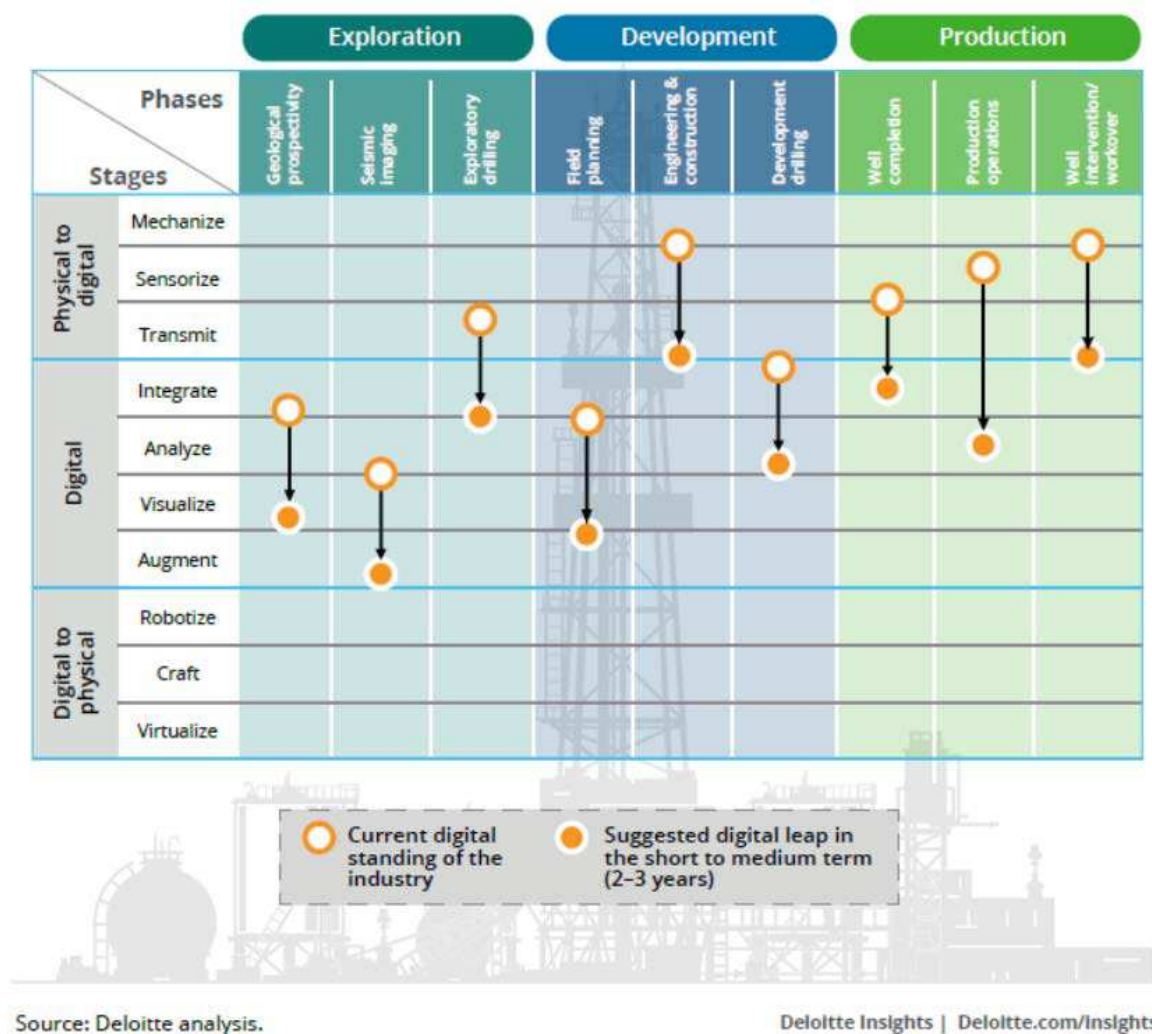 Exploration
Development
Production
Phases
Stages
Geological
prospectivity
Seismic
imaging
Exploratory
drilling
Field
planning
Engineering &
construction
Development
drilling
Well
completion
Production
operations
Well
intervention/
workover
Physical to
digital
Mechanize
Sensorize
Transmit
Digital
Integrate
Analyze
Visualize
Augment
Digital to
physical
Robotize
Craft
Virtualize
Current digital
standing of the
industry
Suggested digital leap in
the short to medium term
(2–3 years)
Source: Deloitte analysis.
Deloitte Insights | Deloitte.com/insights